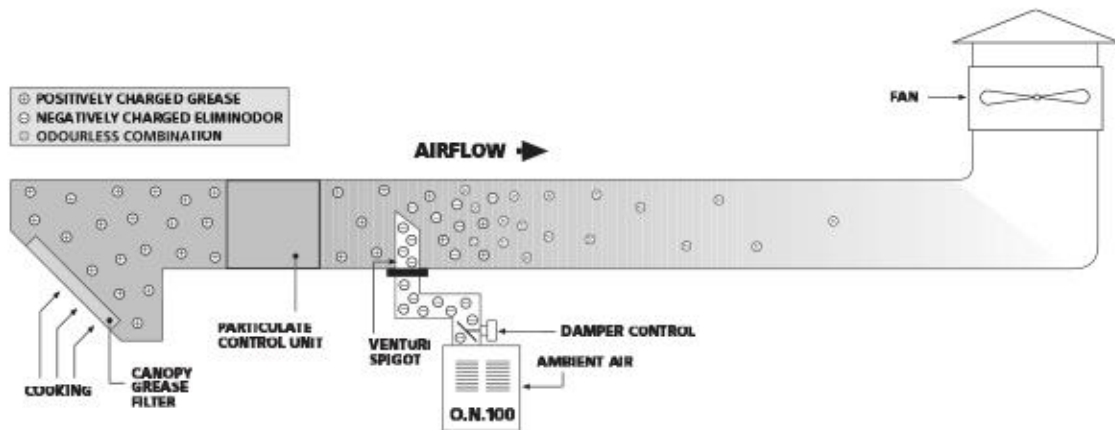 FAN
⊕ POSITIVELY CHARGED GREASE
⊖ NEGATIVELY CHARGED ELIMINODOR
ODOURLESS COMBINATION
AIRFLOW
PARTICULATE
CONTROL UNIT
VENTURI
SPIGOT
DAMPER CONTROL
AMBIENT AIR
COOKING
CANOPY
GREASE
FILTER
O.N.100